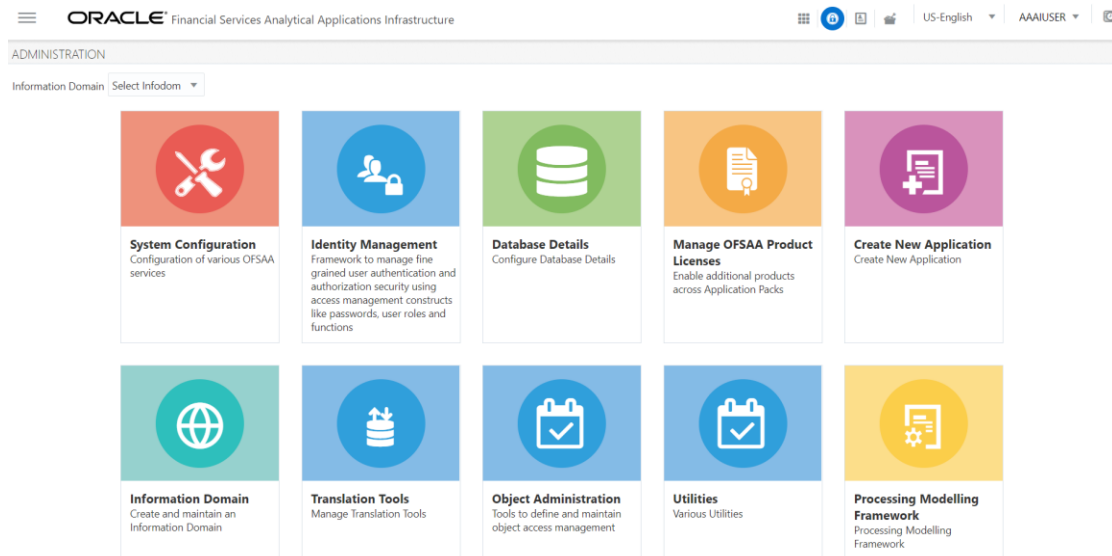 ORACLE® Financial Services Analytical Applications Infrastructure
US-English
AAAIUSER
ADMINISTRATION
Information Domain Select Infodom
System Configuration
Configuration of various OFSAA
services
Identity Management
Framework to manage fine
grained user authentication and
authorization security using
access management constructs
like passwords, user roles and
functions
Database Details
Configure Database Details
Manage OFSAA Product
Licenses
Enable additional products
across Application Packs
Create New Application
Create New Application
Information Domain
Create and maintain an
Information Domain
Translation Tools
Manage Translation Tools
Object Administration
Tools to define and maintain
object access management
Utilities
Various Utilities
Processing Modelling
Framework
Processing Modelling
Framework